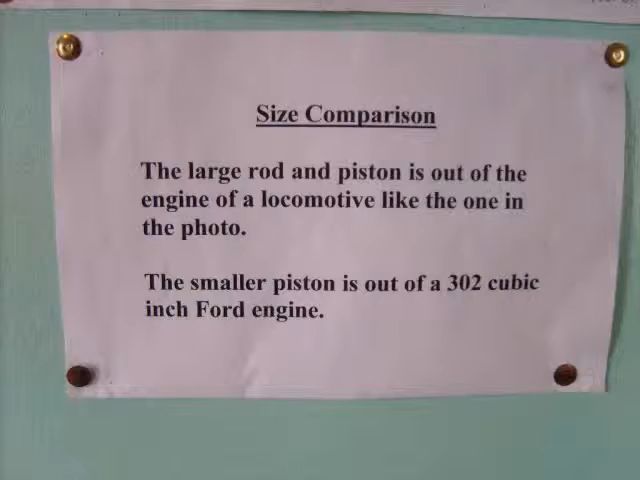 Size Comparison
The large rod and piston is out of the
engine of a locomotive like the one in
the photo.
The smaller piston is out of a 302 cubic
inch Ford engine.